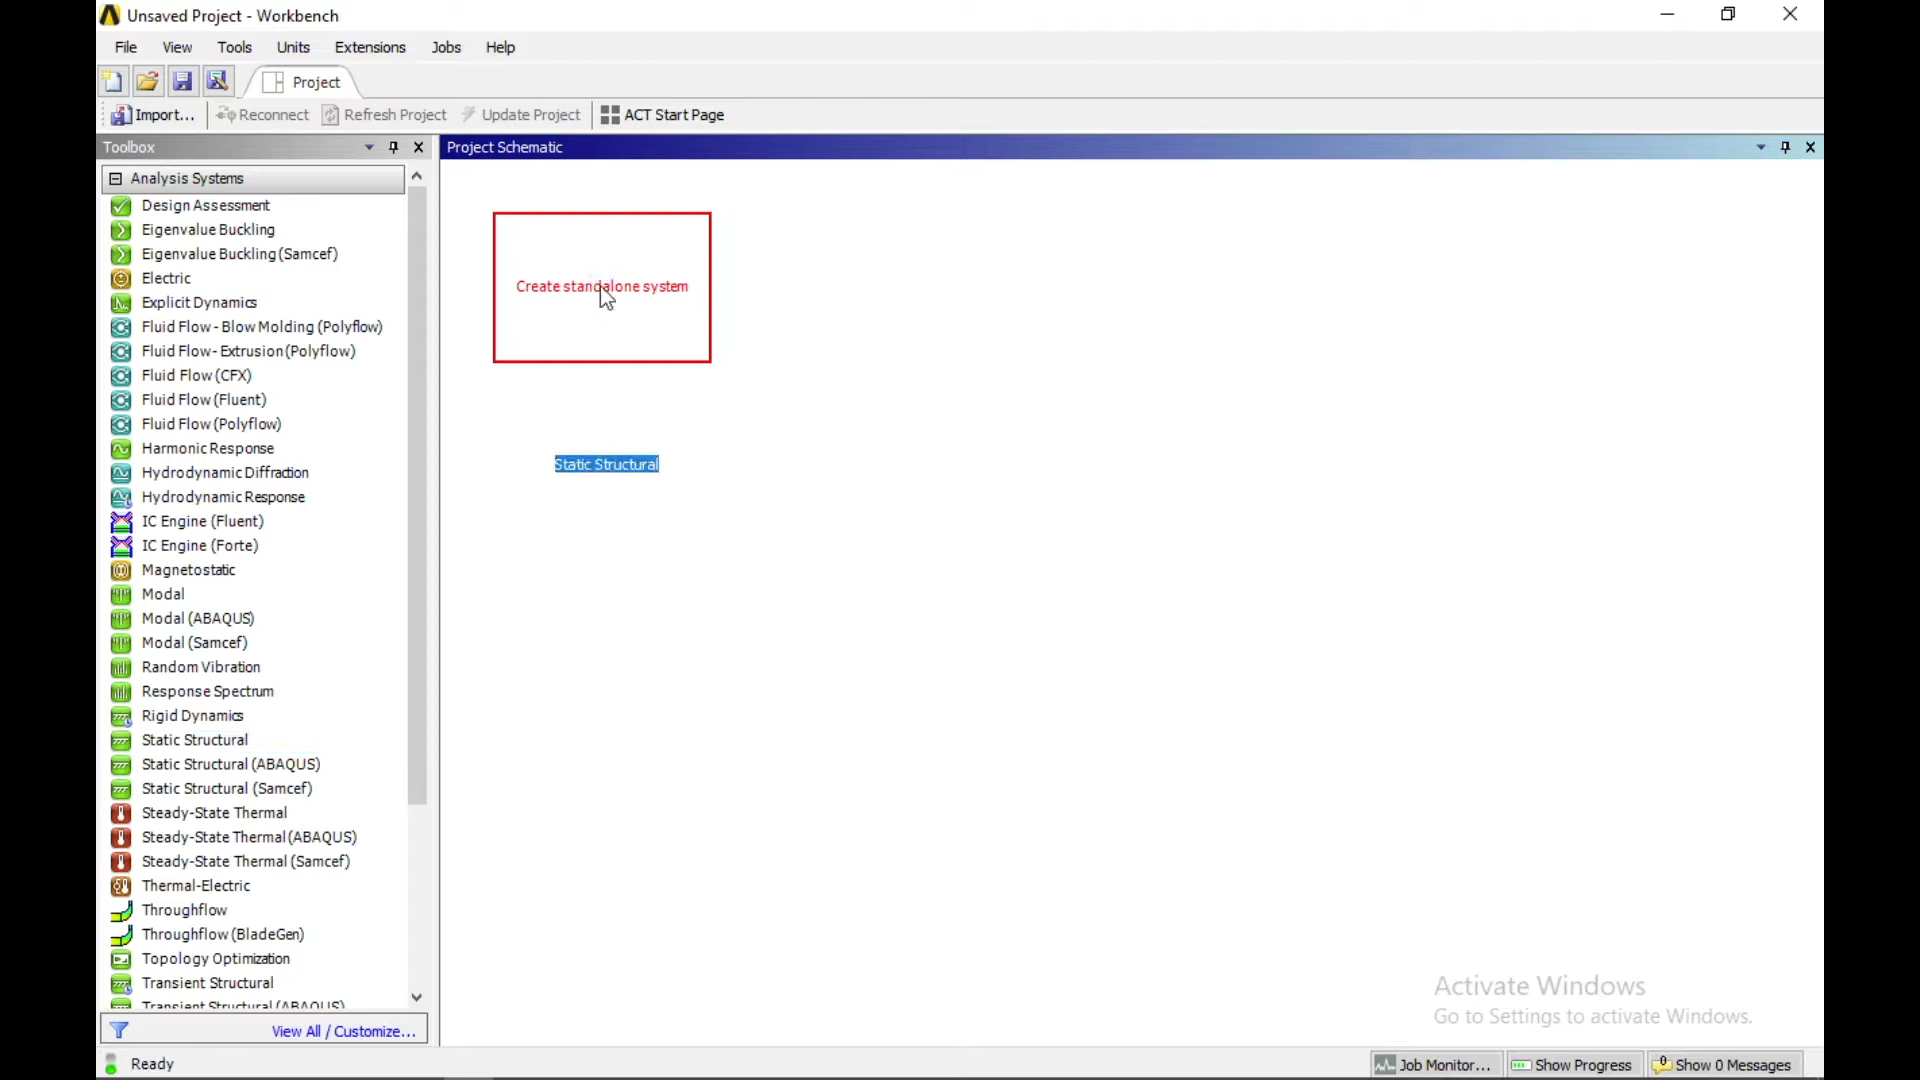 Unsaved Project - Workbench
File View Tools Units Extensions Jobs Help
Project
Import... Reconnect Refresh Project Update Project ACT Start Page
Toolbox
Project Schematic
Analysis Systems
Design Assessment
Eigenvalue Buckling
Eigenvalue Buckling (Samcef)
Electric
Explicit Dynamics
Fluid Flow - Blow Molding (Polyflow)
Fluid Flow - Extrusion (Polyflow)
Fluid Flow (CFX)
Fluid Flow (Fluent)
Fluid Flow (Polyflow)
Harmonic Response
Hydrodynamic Diffraction
Hydrodynamic Response
IC Engine (Fluent)
IC Engine (Forte)
Magnetostatic
Modal
Modal (ABAQUS)
Modal (Samcef)
Random Vibration
Response Spectrum
Rigid Dynamics
Static Structural
Static Structural (ABAQUS)
Static Structural (Samcef)
Steady-State Thermal
Steady-State Thermal (ABAQUS)
Steady-State Thermal (Samcef)
Thermal-Electric
Throughflow
Throughflow (BladeGen)
Topology Optimization
Transient Structural
Transient Structural (ABAQUS)
View All / Customize...
Create standalone system
Static Structural
Activate Windows
Go to Settings to activate Windows.
Ready
Job Monitor... Show Progress Show 0 Messages